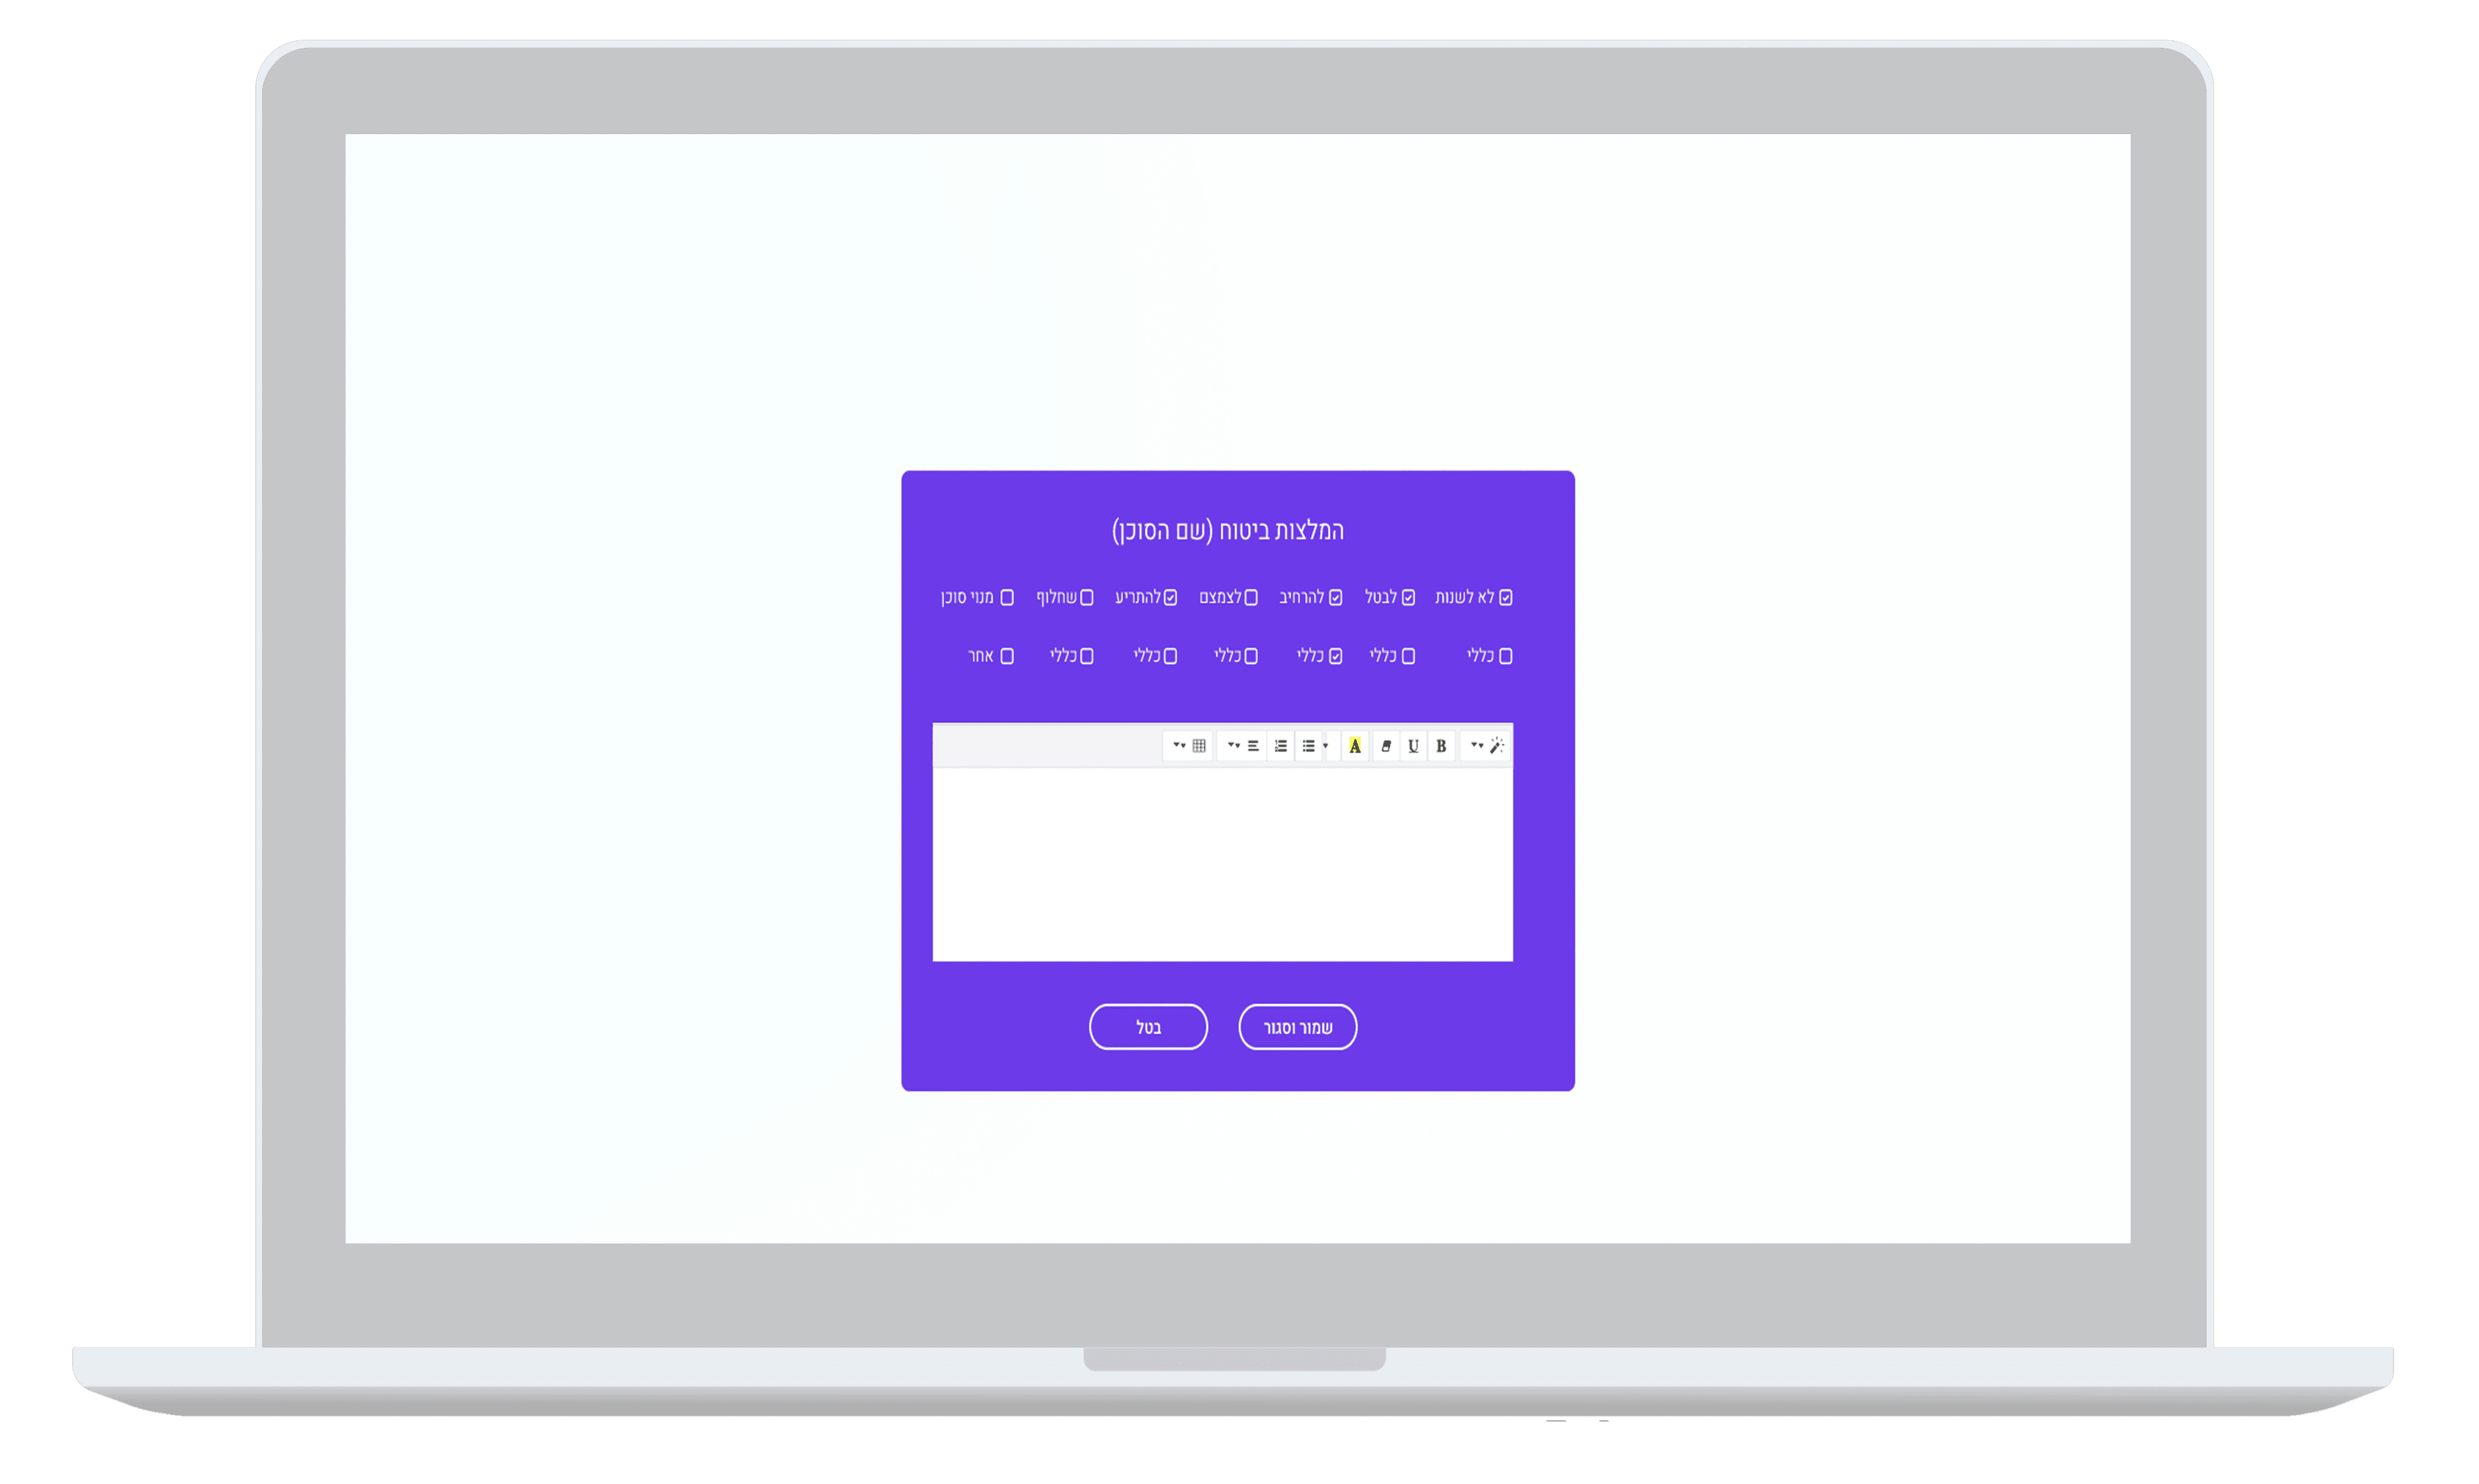 המלצות ביטוח (שם הסוכן)
לא לשנות לבטל להרחיב לצמצם להתריע שחלוף מנוי סוכן
כללי כללי כללי כללי כללי כללי אחר
B U A
שמור וסגור בטל